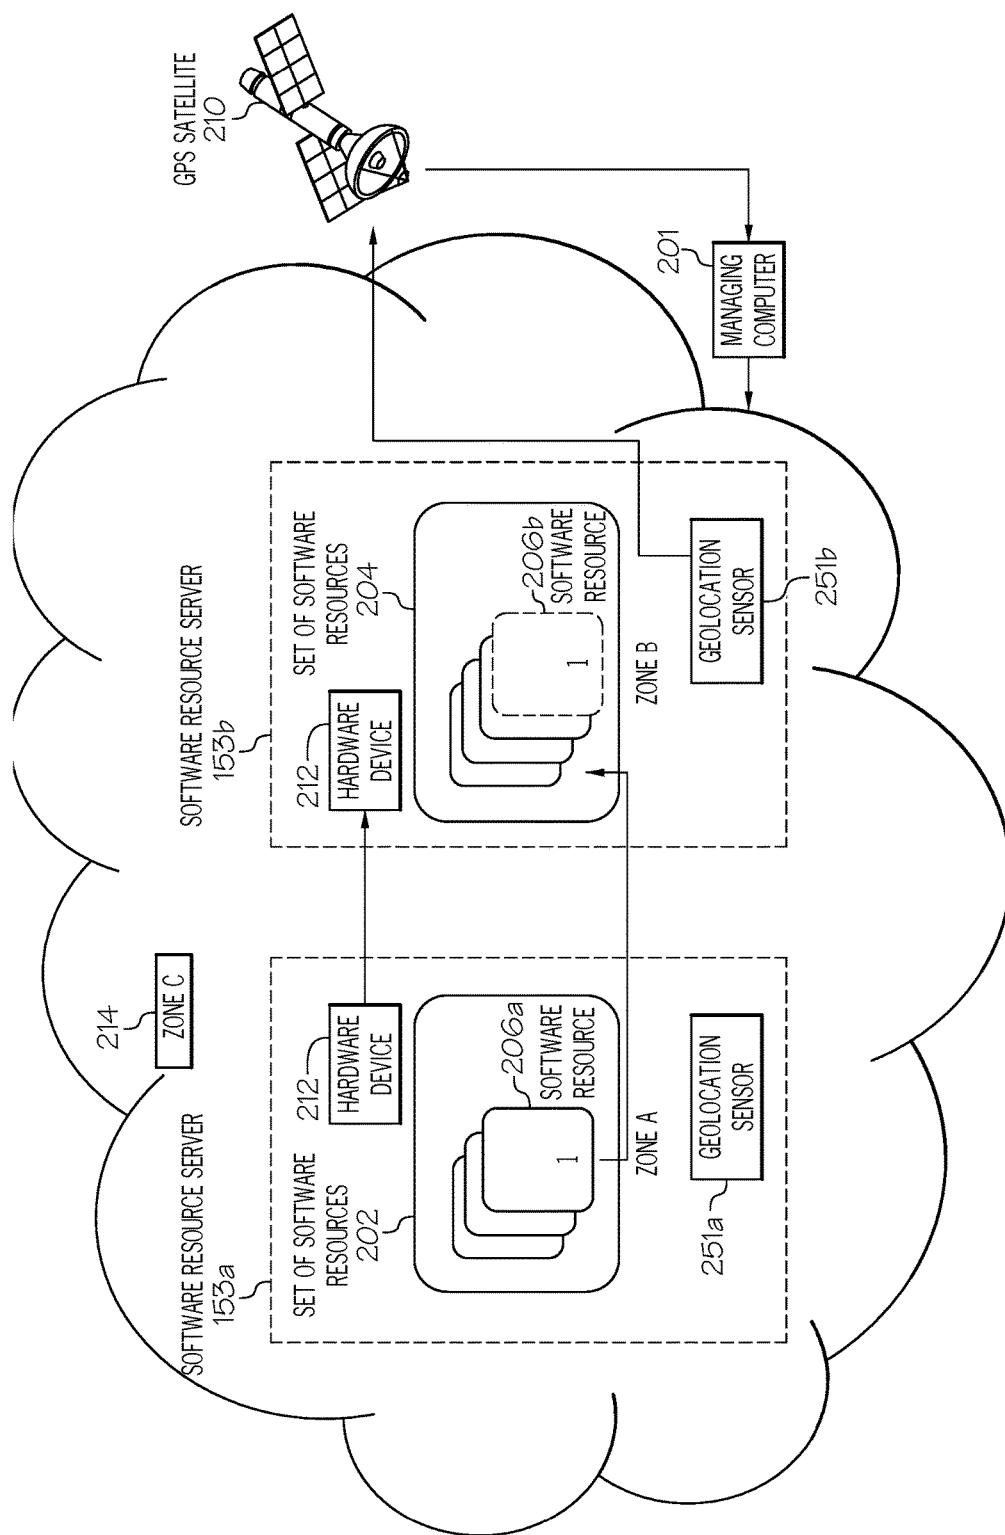 SOFTWARE RESOURCE SERVER
153a
SET OF SOFTWARE
RESOURCES
202
212
HARDWARE
DEVICE
206a
SOFTWARE
RESOURCE
1
ZONE A
GEOLOCATION
SENSOR
251a
214
ZONE C
SOFTWARE RESOURCE SERVER
153b
SET OF SOFTWARE
RESOURCES
204
212
HARDWARE
DEVICE
206b
SOFTWARE
RESOURCE
1
ZONE B
GEOLOCATION
SENSOR
251b
GPS SATELLITE
210
201
MANAGING
COMPUTER